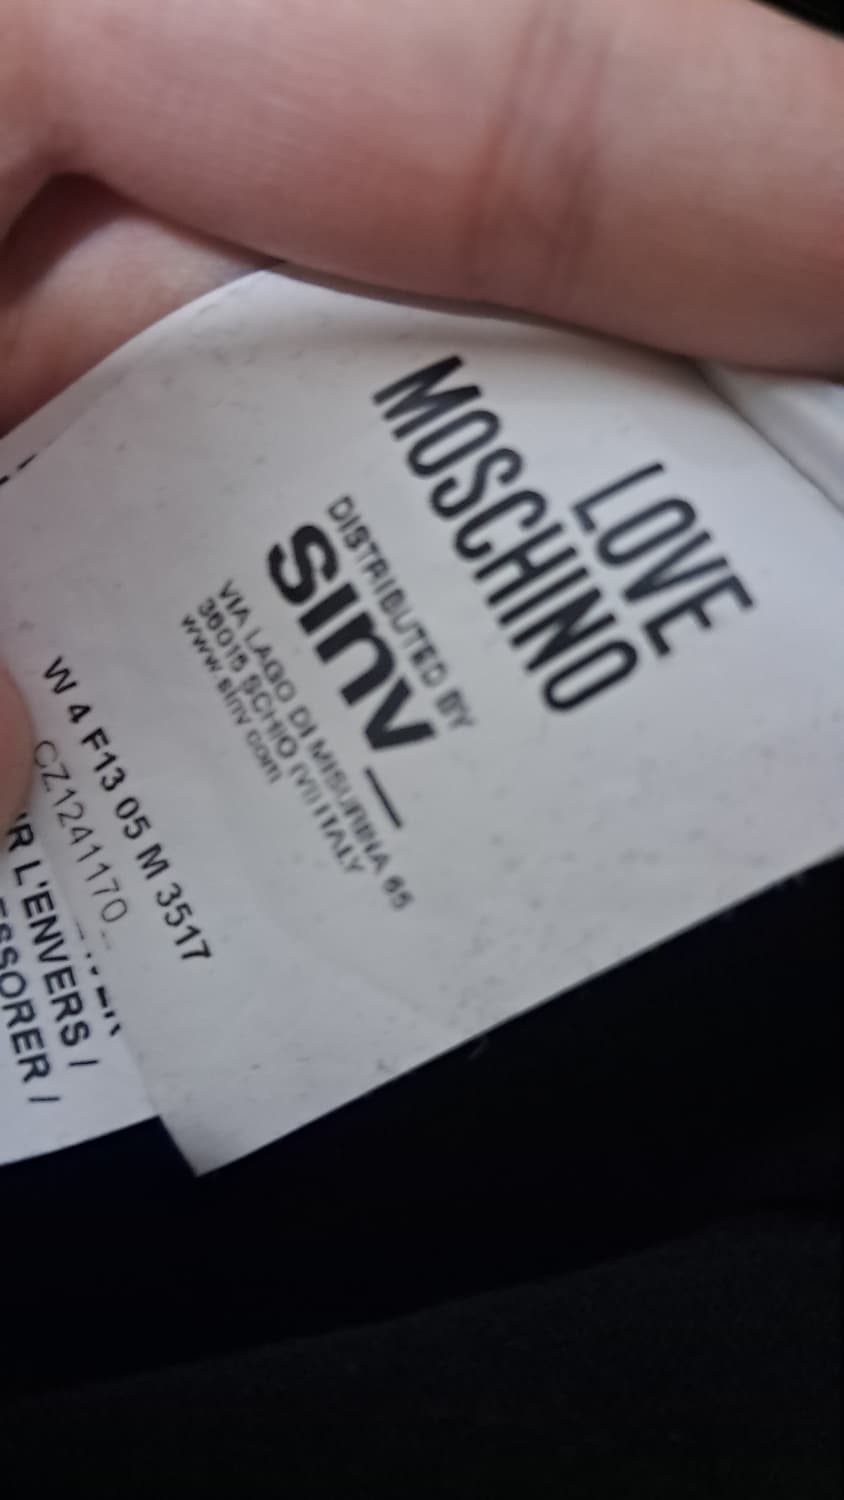 LOVE
MOSCHINO
DISTRIBUTED BY
sinv
VIA LAGO DI MISURINA 65
36015 SCHIO (VI) ITALY
www.sinv.com
W 4 F13 05 M 3517
CZ1241170
L'ENVERS /